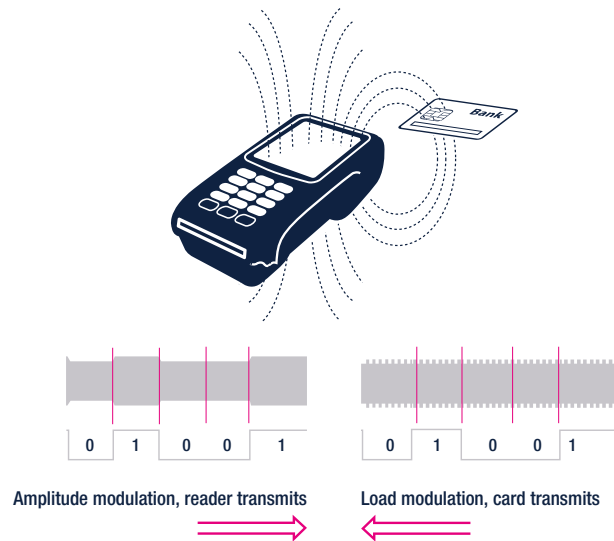 Bank
0 1 0 0 1
0 1 0 0 1
Amplitude modulation, reader transmits
Load modulation, card transmits